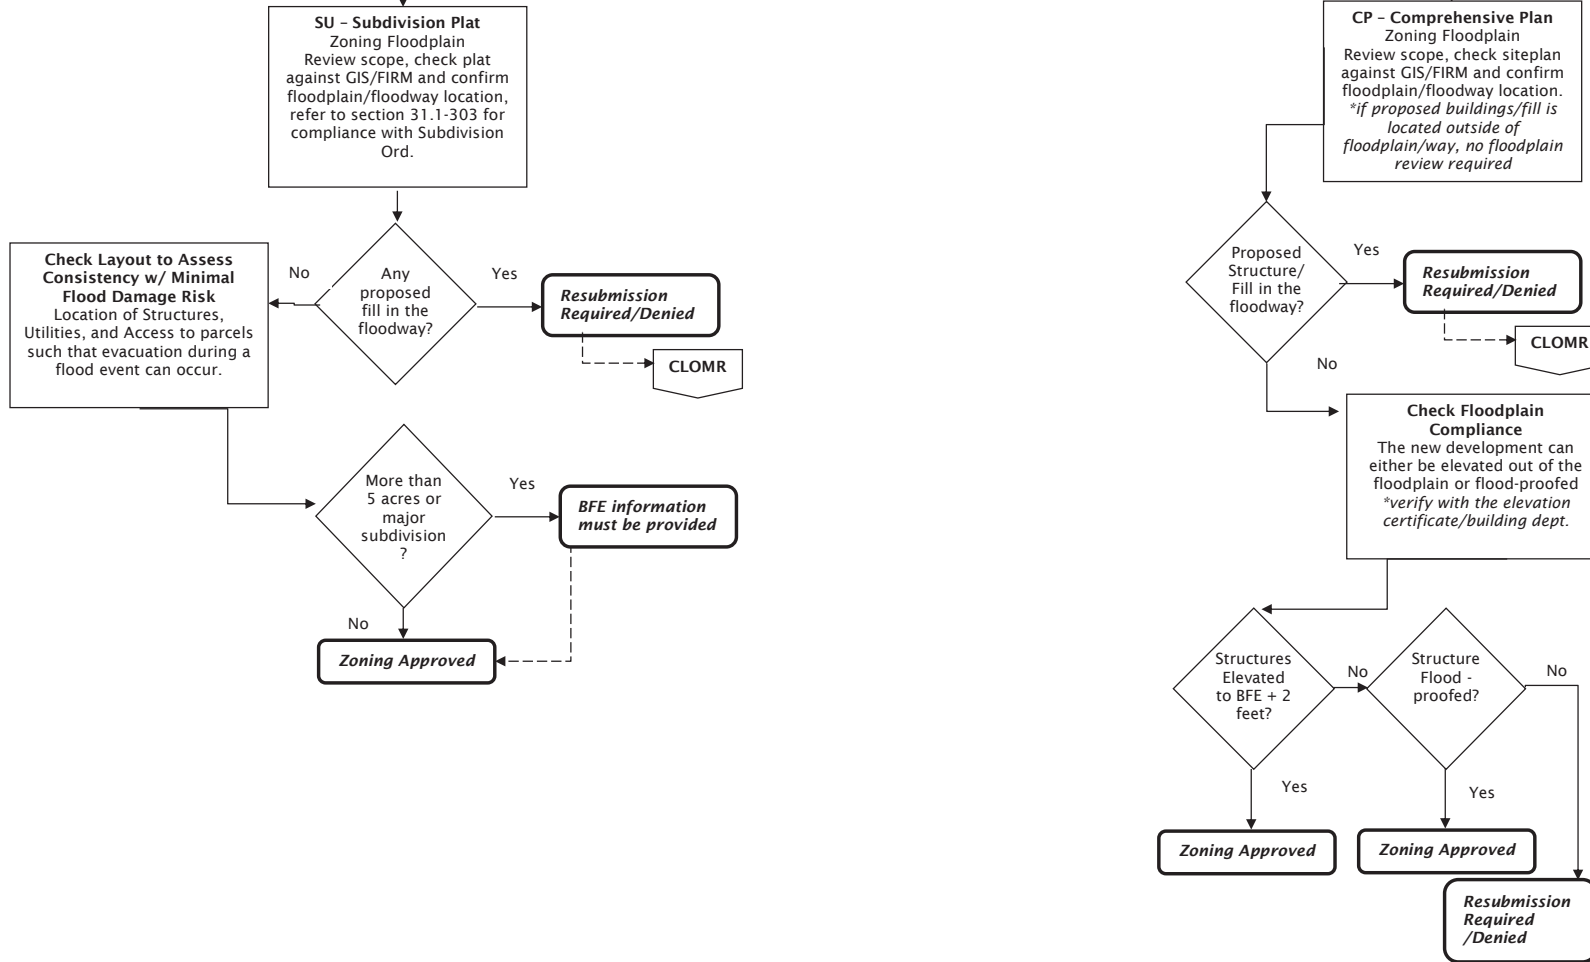 SU – Subdivision Plat
Zoning Floodplain
Review scope, check plat
against GIS/FIRM and confirm
floodplain/floodway location,
refer to section 31.1-303 for
compliance with Subdivision
Ord.
No
Any
proposed
fill in the
floodway?
Yes
Resubmission
Required/Denied
CLOMR
Check Layout to Assess
Consistency w/ Minimal
Flood Damage Risk
Location of Structures,
Utilities, and Access to parcels
such that evacuation during a
flood event can occur.
More than
5 acres or
major
subdivision
?
Yes
BFE information
must be provided
No
Zoning Approved
CP – Comprehensive Plan
Zoning Floodplain
Review scope, check siteplan
against GIS/FIRM and confirm
floodplain/floodway location.
*if proposed buildings/fill is
located outside of
floodplain/way, no floodplain
review required
Proposed
Structure/
Fill in the
floodway?
Yes
Resubmission
Required/Denied
CLOMR
No
Check Floodplain
Compliance
The new development can
either be elevated out of the
floodplain or flood-proofed
*verify with the elevation
certificate/building dept.
Structures
Elevated
to BFE + 2
feet?
No
Structure
Flood -
proofed?
No
Yes
Yes
Zoning Approved
Zoning Approved
Resubmission
Required
/Denied